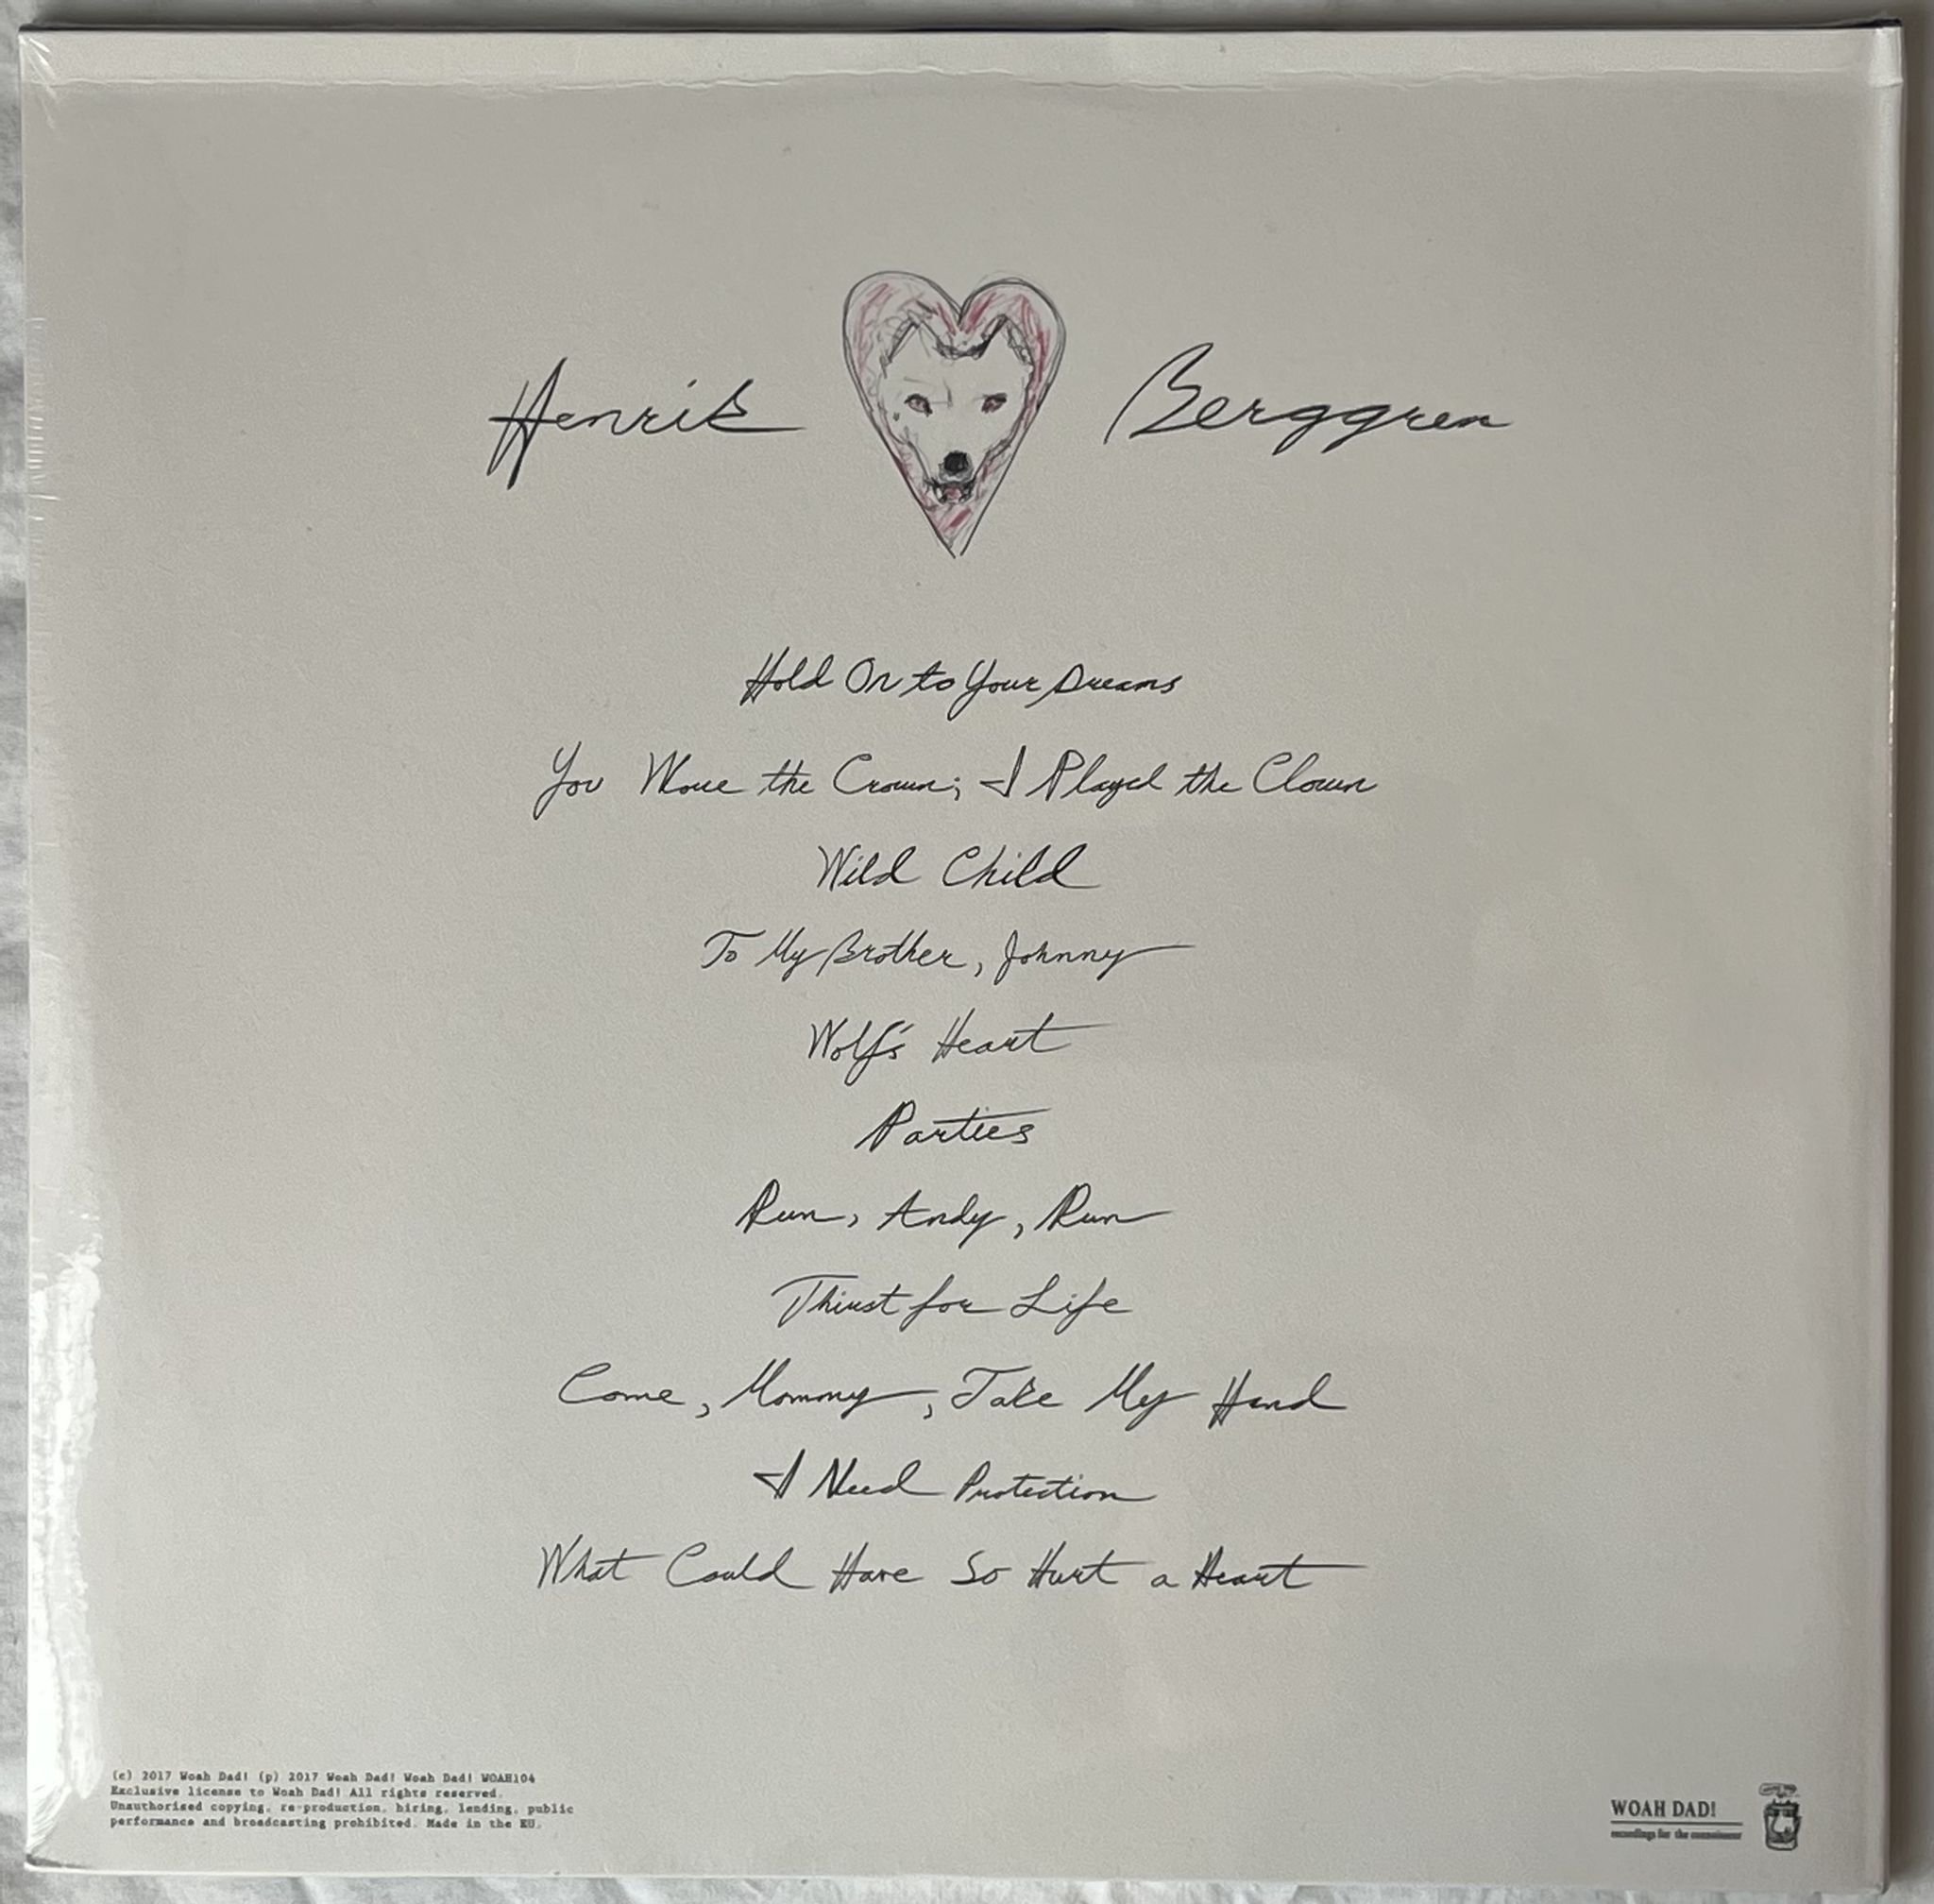 Henrik Berggren
Hold On to Your Dreams
You Wore the Crown; I Played the Clown
Wild Child
To My Brother, Johnny
Wolf's Heart
Parties
Run, Andy, Run
Thirst for Life
Come, Mommy, Take My Hand
I Need Protection
What Could Have So Hurt a Heart
(c) 2017 Woah Dad! (p) 2017 Woah Dad! Woah Dad! WOAH104
Exclusive license to Woah Dad! All rights reserved.
Unauthorised copying, re-production, hiring, lending, public
performance and broadcasting prohibited. Made in the EU.
WOAH DAD!
recordings for the connoisseur